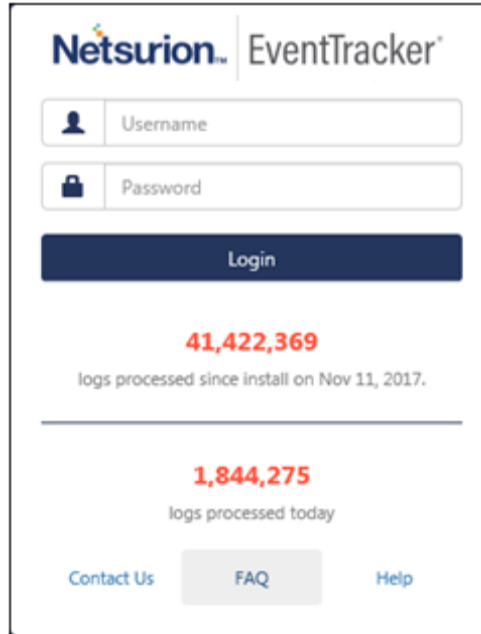 Netsurion™ EventTracker®
Username
Password
Login
41,422,369
logs processed since install on Nov 11, 2017.
1,844,275
logs processed today
Contact Us FAQ Help